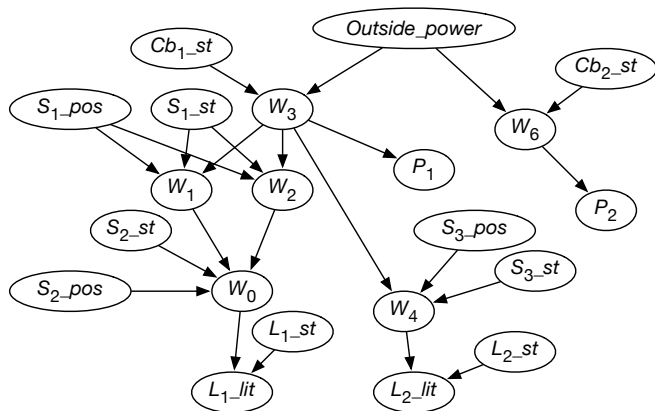 Outside_power
Cb1_st
Cb2_st
S1_pos
S1_st
W3
W6
W1
W2
P1
P2
S2_st
S3_pos
S2_pos
W0
S3_st
W4
L1_st
L2_st
L1_lit
L2_lit